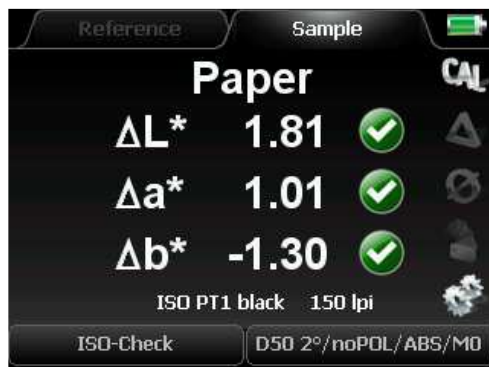 Reference Sample
Paper
CAL
ΔL* 1.81
Δa* 1.01
Δb* -1.30
ISO PT1 black 150 lpi
ISO-Check D50 2°/noPOL/ABS/M0